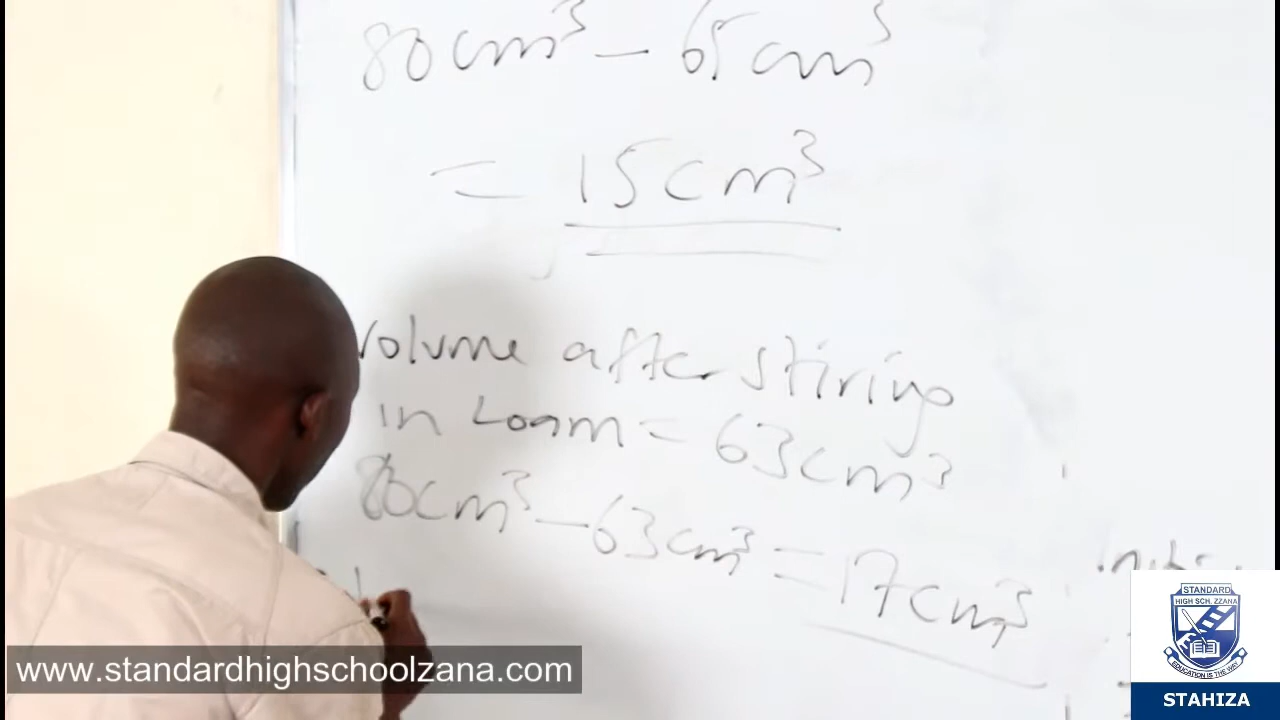 80cm³ – 65cm³
= 15cm³
Volume after stiring
in Loam = 63cm³
80cm³ – 63cm³ = 17cm³
www.standardhighschoolzana.com
STANDARD
HIGH SCH. ZZANA
EDUCATION IS THE WAY
STAHIZA